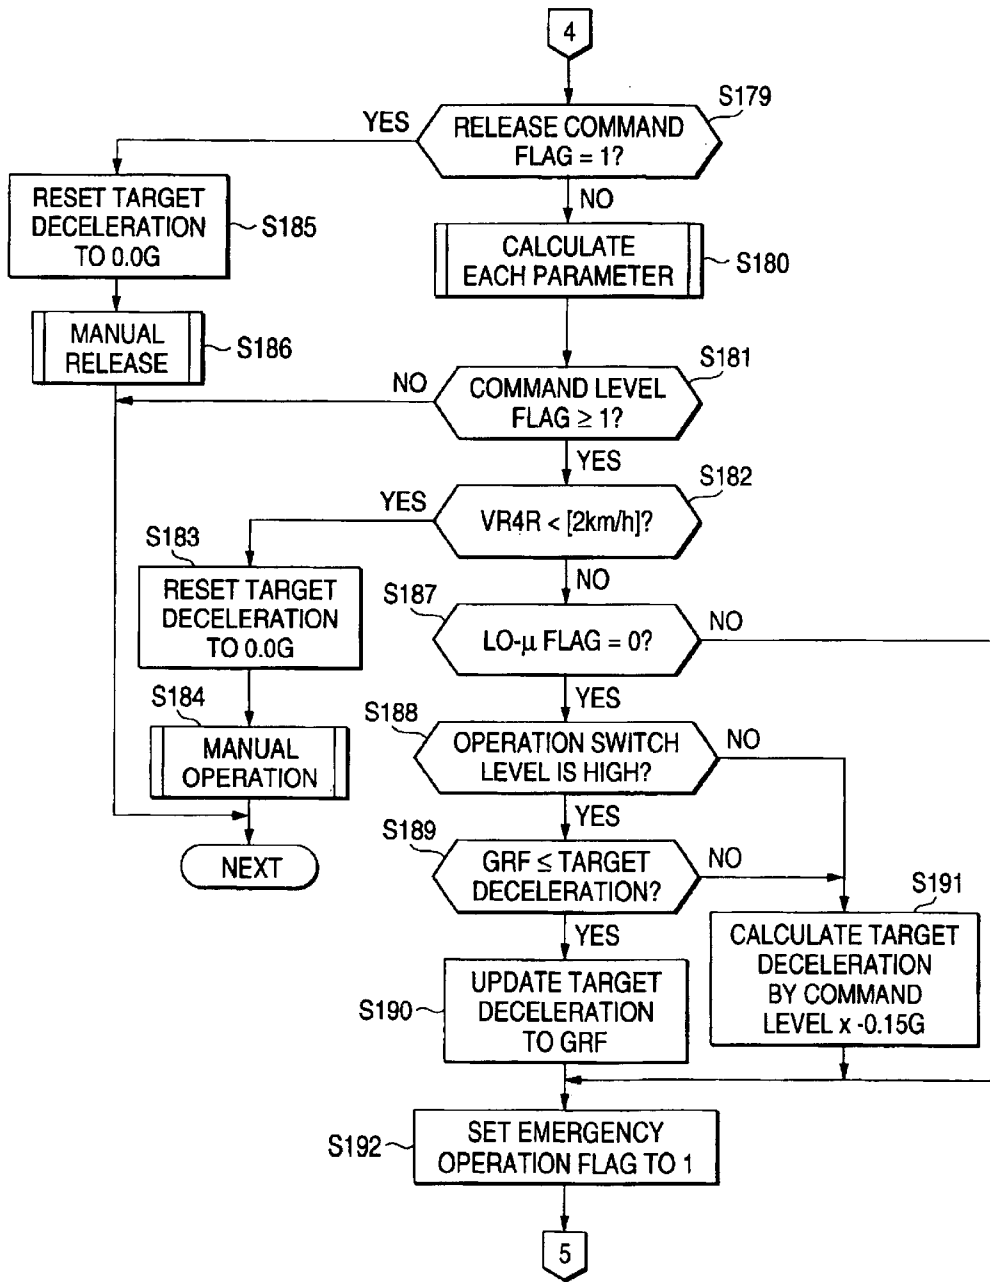 4
S179
YES
RELEASE COMMAND
FLAG = 1?
NO
RESET TARGET
DECELERATION
TO 0.0G
S185
CALCULATE
EACH PARAMETER
S180
MANUAL
RELEASE
S186
S181
NO
COMMAND LEVEL
FLAG ≥ 1?
YES
S182
YES
VR4R < [2km/h]?
NO
S183
RESET TARGET
DECELERATION
TO 0.0G
S187
LO-μ FLAG = 0?
NO
YES
S184
MANUAL
OPERATION
S188
OPERATION SWITCH
LEVEL IS HIGH?
NO
YES
NEXT
S189
GRF ≤ TARGET
DECELERATION?
NO
YES
S191
CALCULATE TARGET
DECELERATION
BY COMMAND
LEVEL x -0.15G
S190
UPDATE TARGET
DECELERATION
TO GRF
S192
SET EMERGENCY
OPERATION FLAG TO 1
5